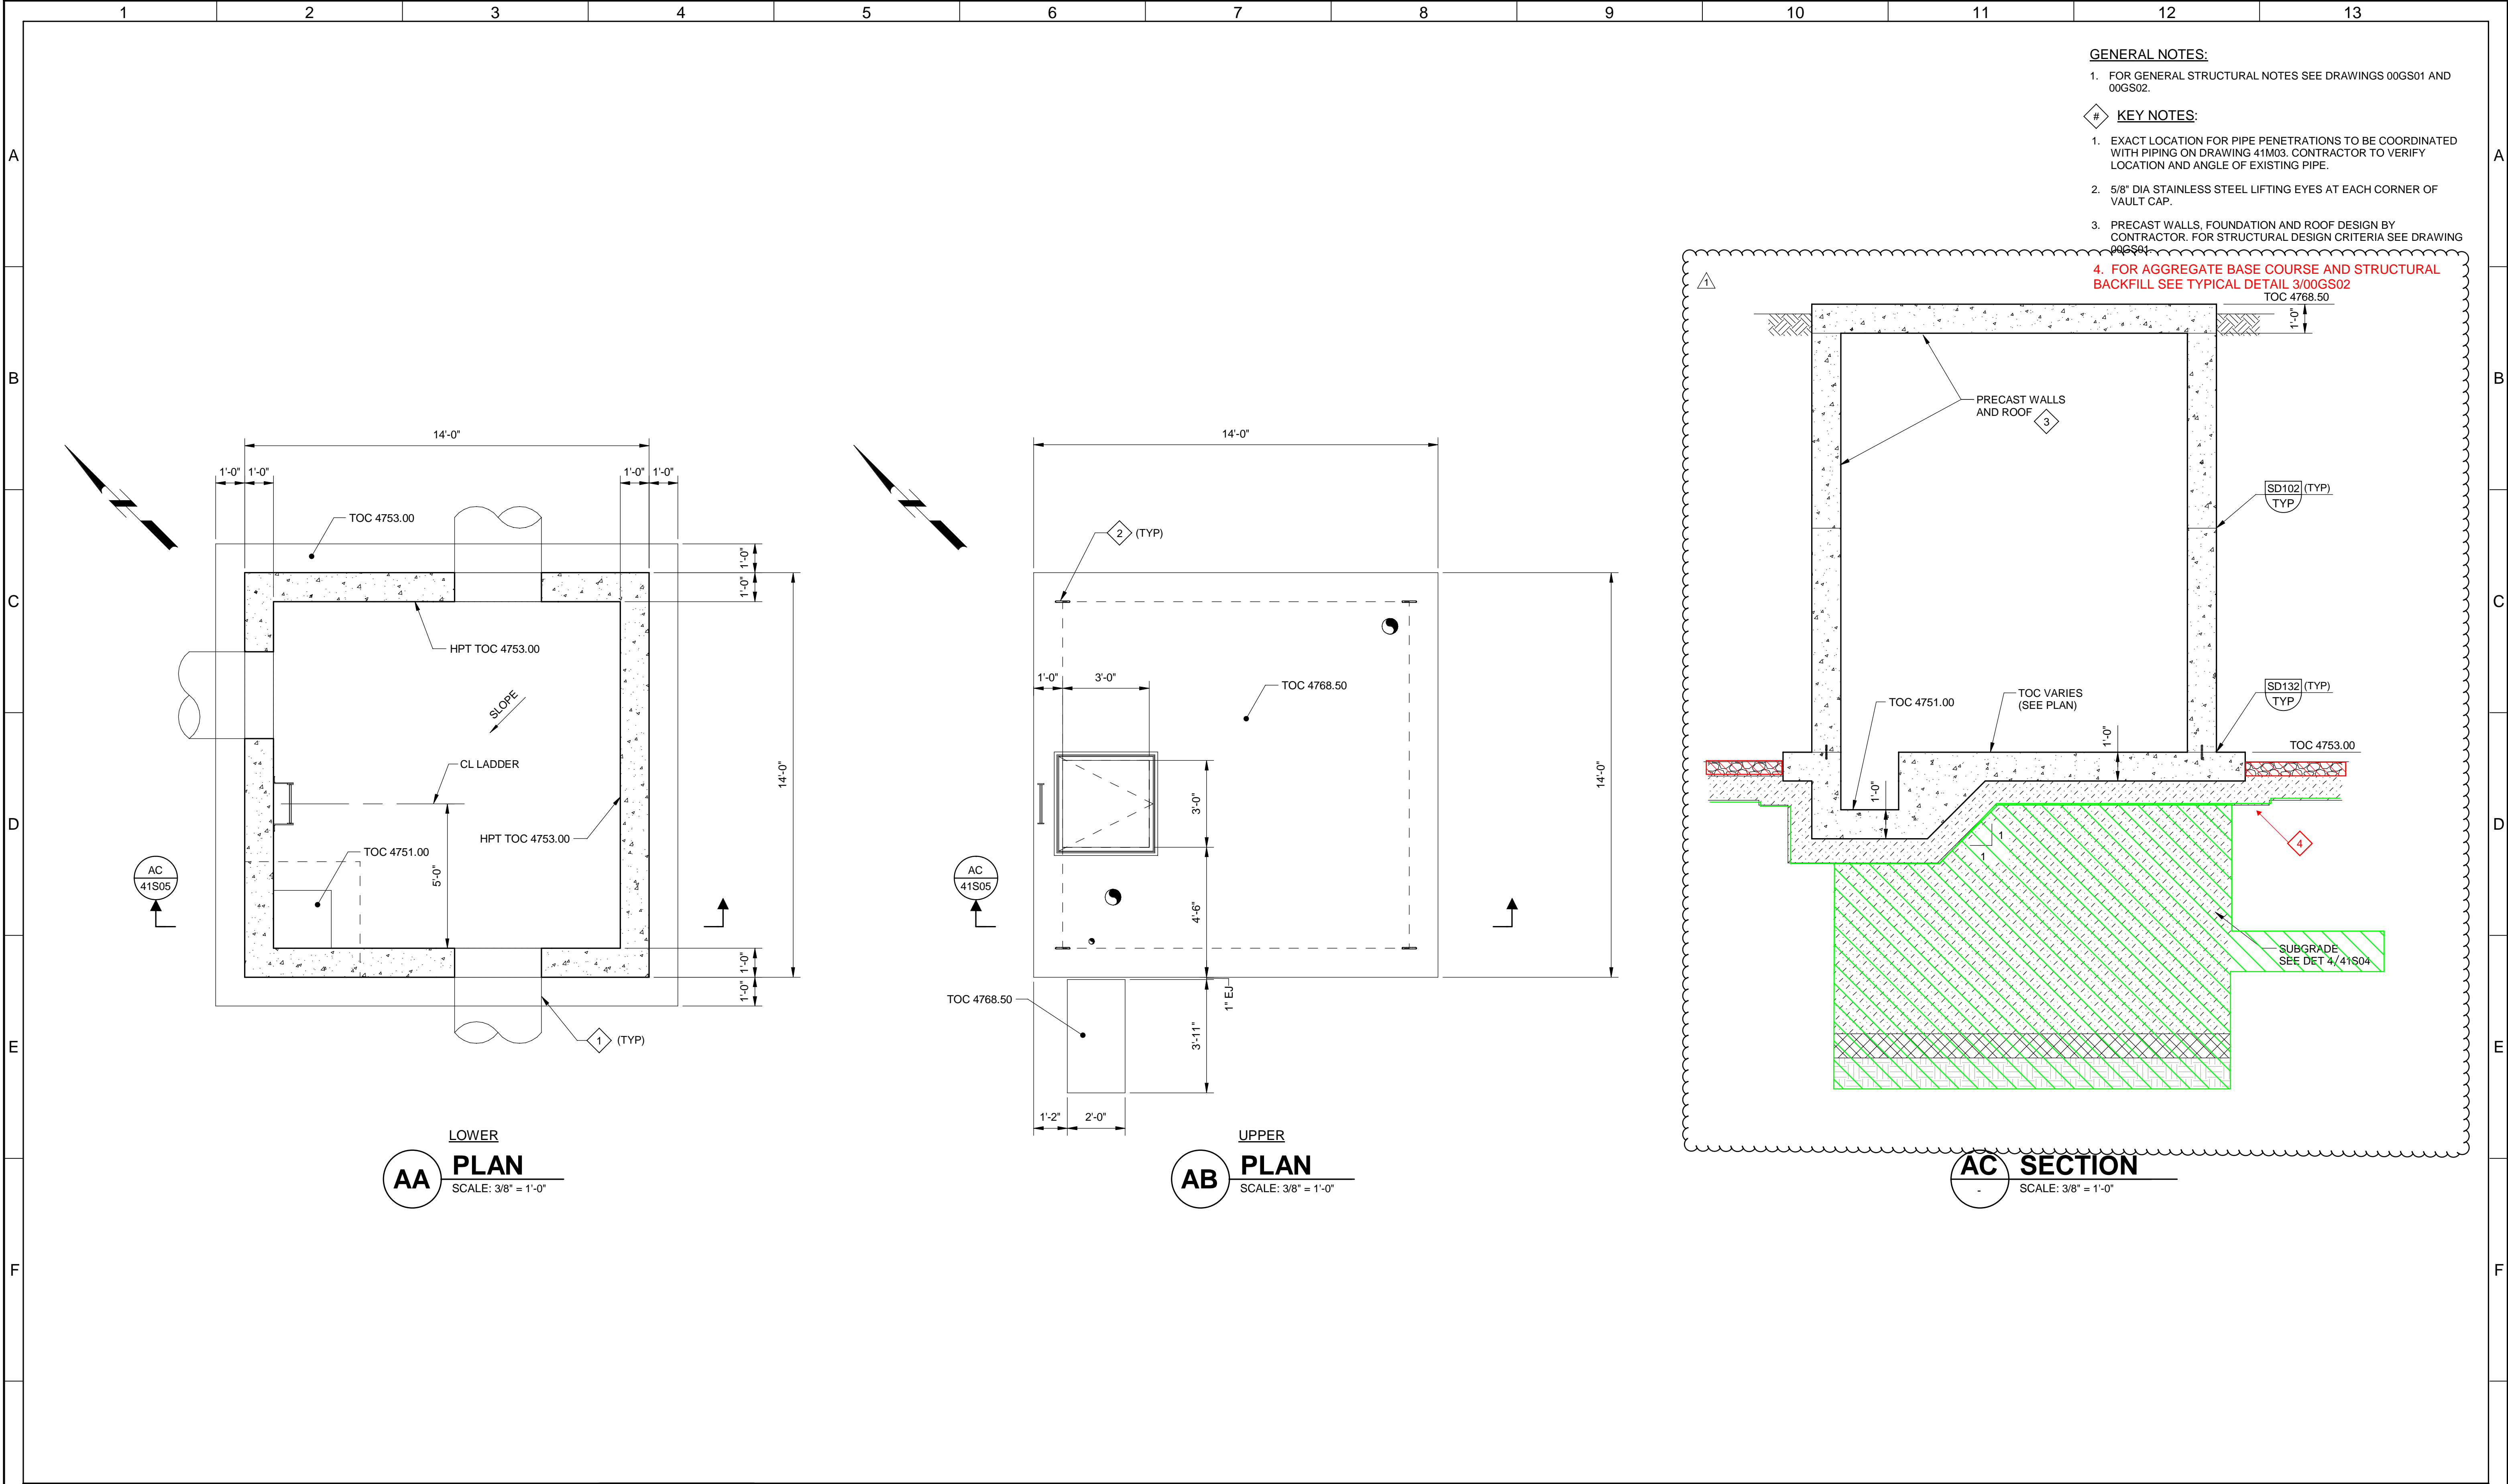 1 2 3 4 5 6 7 8 9 10 11 12 13
GENERAL NOTES:
1. FOR GENERAL STRUCTURAL NOTES SEE DRAWINGS 00GS01 AND
00GS02.
# KEY NOTES:
1. EXACT LOCATION FOR PIPE PENETRATIONS TO BE COORDINATED
WITH PIPING ON DRAWING 41M03. CONTRACTOR TO VERIFY
LOCATION AND ANGLE OF EXISTING PIPE.
2. 5/8" DIA STAINLESS STEEL LIFTING EYES AT EACH CORNER OF
VAULT CAP.
3. PRECAST WALLS, FOUNDATION AND ROOF DESIGN BY
CONTRACTOR. FOR STRUCTURAL DESIGN CRITERIA SEE DRAWING
00GS01.
4. FOR AGGREGATE BASE COURSE AND STRUCTURAL
BACKFILL SEE TYPICAL DETAIL 3/00GS02
A
B
C
D
E
F
A
B
C
D
E
F
14'-0"
1'-0" 1'-0"
1'-0" 1'-0"
TOC 4753.00
1'-0"
1'-0"
HPT TOC 4753.00
SLOPE
CL LADDER
14'-0"
HPT TOC 4753.00
TOC 4751.00
5'-0"
AC
41S05
1'-0"
1'-0"
1 (TYP)
LOWER
AA PLAN
SCALE: 3/8" = 1'-0"
14'-0"
2 (TYP)
1'-0" 3'-0"
TOC 4768.50
3'-0"
14'-0"
AC
41S05
4'-6"
TOC 4768.50
1" EJ
3'-11"
1'-2" 2'-0"
UPPER
AB PLAN
SCALE: 3/8" = 1'-0"
1
TOC 4768.50
1'-0"
PRECAST WALLS
AND ROOF
3
SD102 (TYP)
TYP
TOC 4751.00
TOC VARIES
(SEE PLAN)
SD132 (TYP)
TYP
1'-0"
TOC 4753.00
1'-0"
1
1
4
SUBGRADE
SEE DET 4/41S04
AC SECTION
-
SCALE: 3/8" = 1'-0"